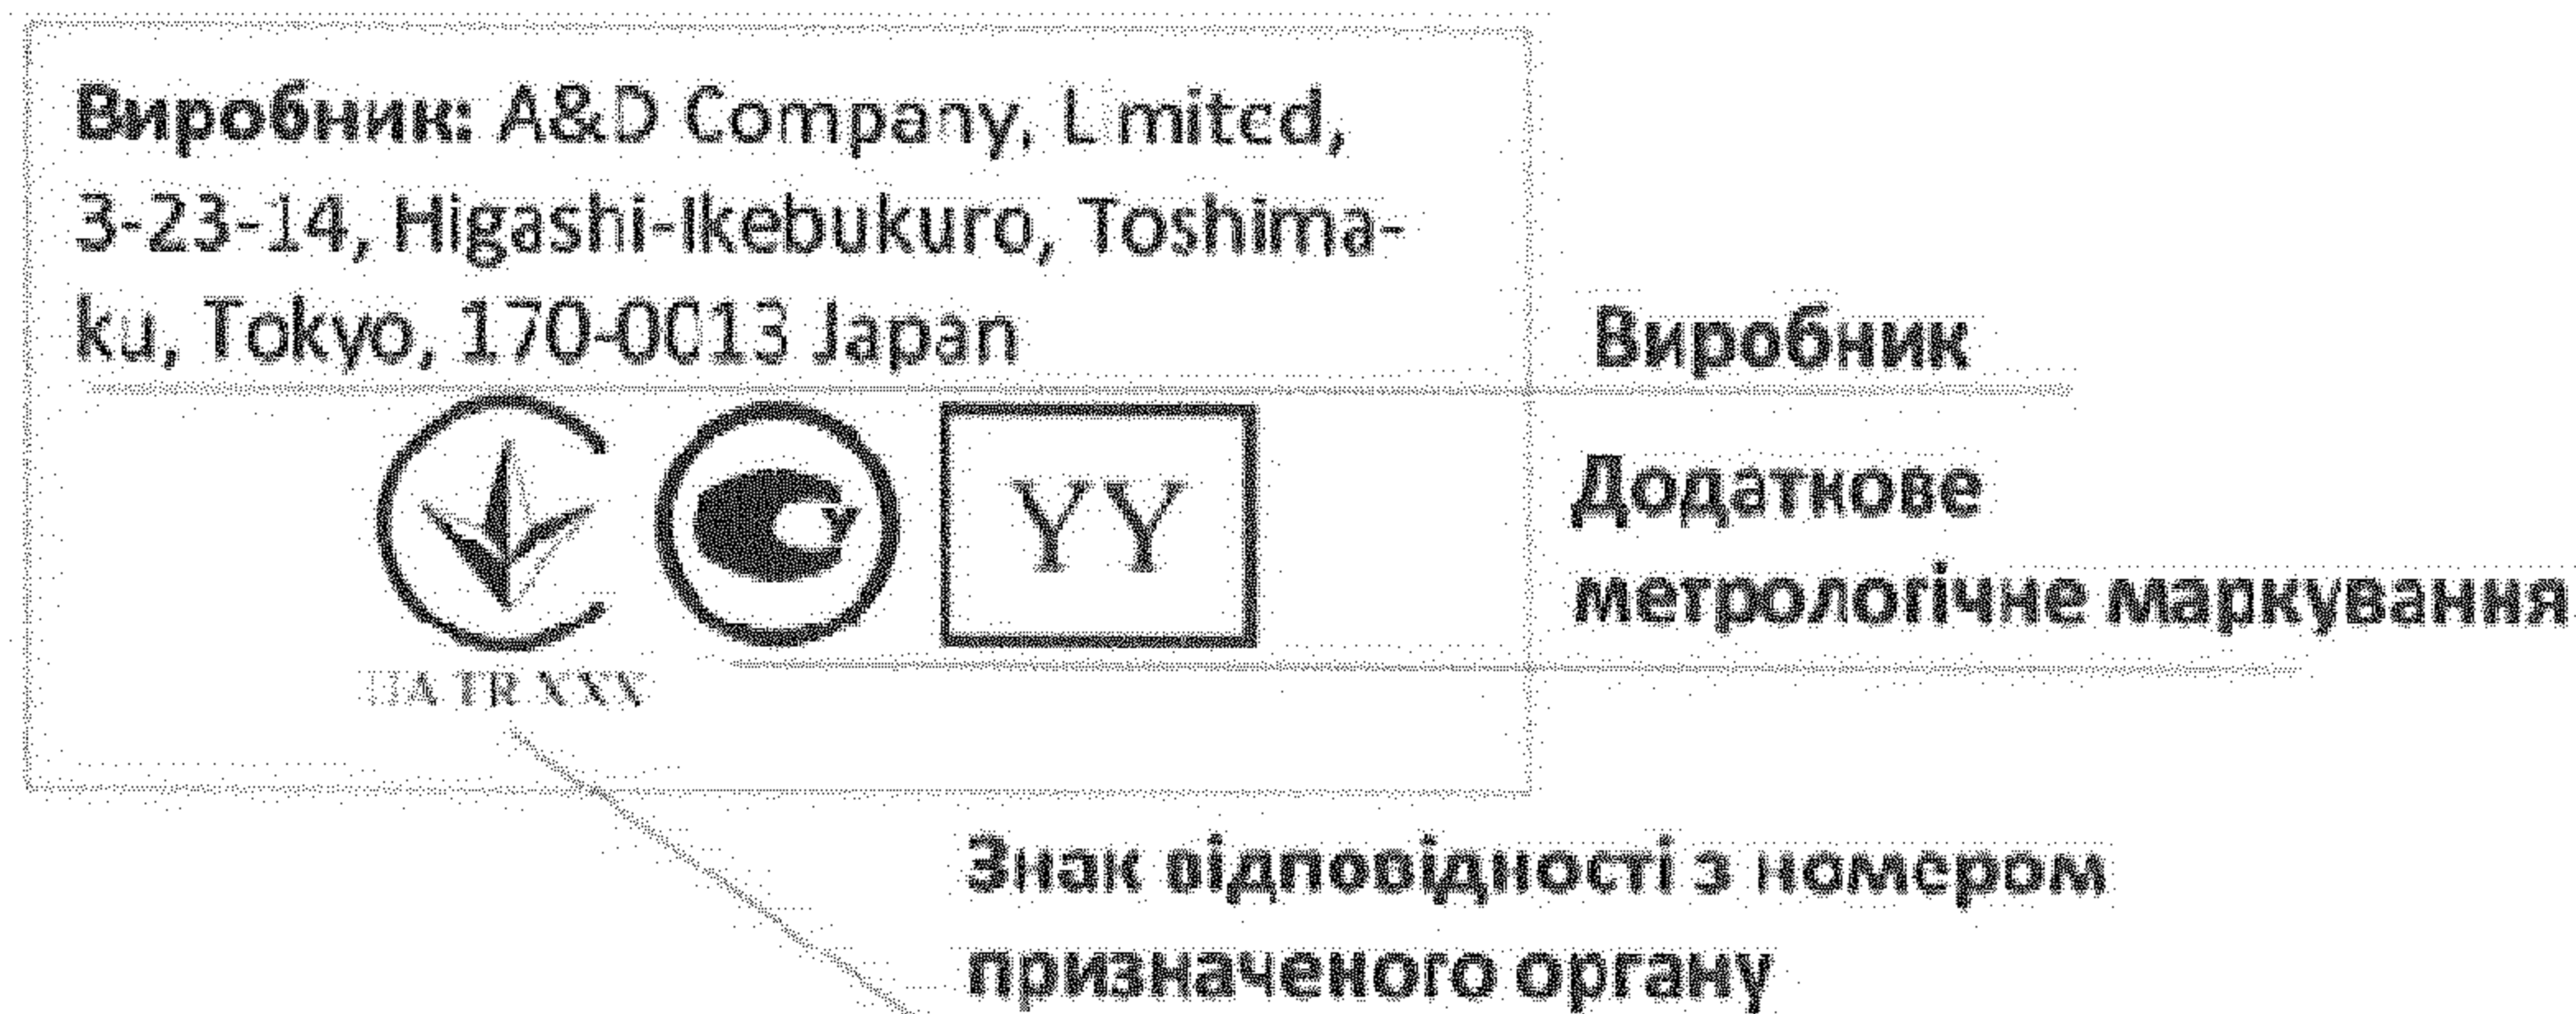 Виробник: A&D Company, Limited,
3-23-14, Higashi-Ikebukuro, Toshima-
ku, Tokyo, 170-0013 Japan
Виробник
YY
Додаткове
метрологічне маркування
UA TR XXX
Знак відповідності з номером
призначеного органу